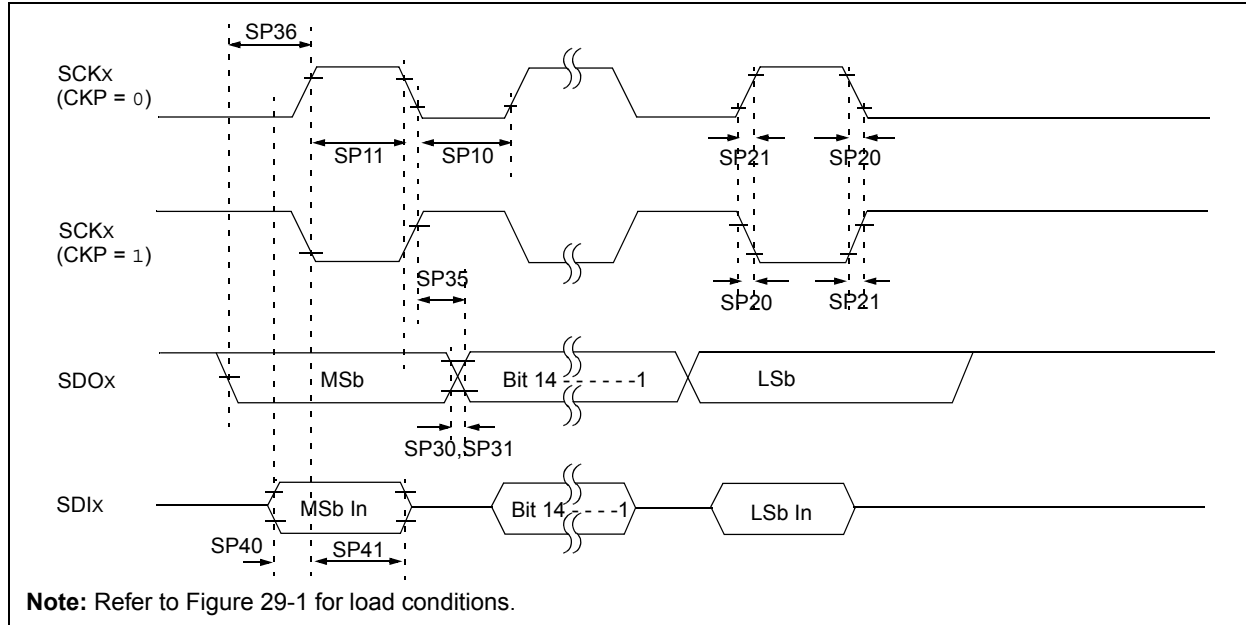 SP36
SCKx
(CKP = 0)
SP11
SP10
SP21
SP20
SCKx
(CKP = 1)
SP35
SP20
SP21
SDOx
MSb
Bit 14 - - - - - -1
LSb
SP30,SP31
SDIx
MSb In
Bit 14 - - - -1
LSb In
SP40
SP41
Note: Refer to Figure 29-1 for load conditions.